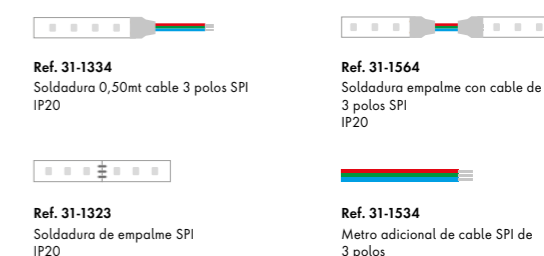 Ref. 31-1334
Soldadura 0,50mt cable 3 polos SPI
IP20
Ref. 31-1564
Soldadura empalme con cable de
3 polos SPI
IP20
Ref. 31-1323
Soldadura de empalme SPI
IP20
Ref. 31-1534
Metro adicional de cable SPI de
3 polos